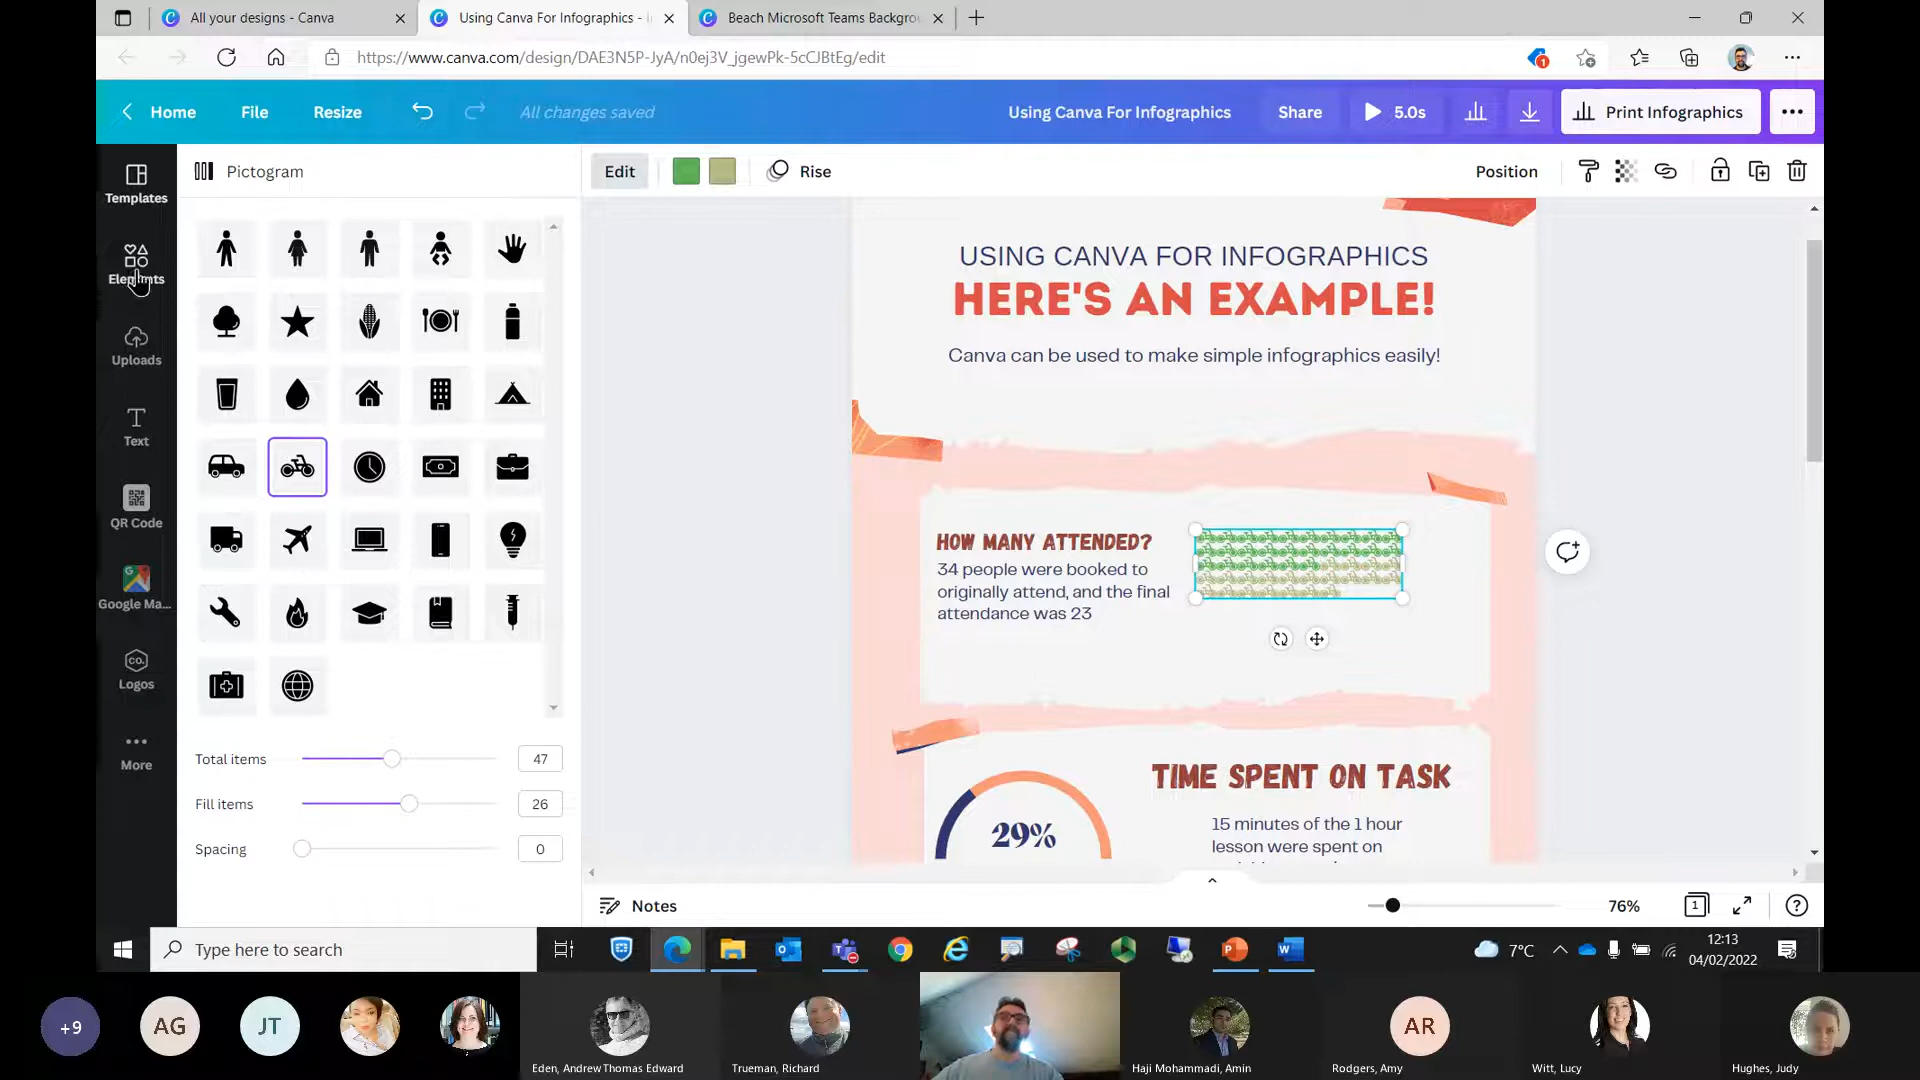 All your designs - Canva
Using Canva For Infographics -
Beach Microsoft Teams Backgro
https://www.canva.com/design/DAE3N5P-JyA/n0ej3V_jgewPk-5cCJBtEg/edit
1
Home
File
Resize
All changes saved
Using Canva For Infographics
Share
5.0s
Print Infographics
Templates
Elements
Uploads
Text
QR Code
Google Ma...
CO.
Logos
More
Pictogram
Edit
Rise
Position
USING CANVA FOR INFOGRAPHICS
HERE'S AN EXAMPLE!
Canva can be used to make simple infographics easily!
HOW MANY ATTENDED?
34 people were booked to
originally attend, and the final
attendance was 23
TIME SPENT ON TASK
29%
15 minutes of the 1 hour
lesson were spent on
Total items
47
Fill items
26
Spacing
0
Notes
76%
1
Type here to search
7°C
12:13
04/02/2022
+9
AG
JT
Eden, Andrew Thomas Edward
Trueman, Richard
Haji Mohammadi, Amin
AR
Rodgers, Amy
Witt, Lucy
Hughes, Judy